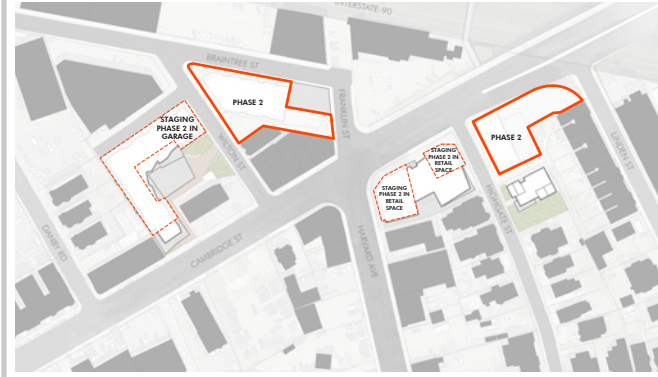 INTERSTATE-90
BRAINTREE ST
PHASE 2
FRANKLIN ST
STAGING
PHASE 2 IN
GARAGE
WILTON ST
STAGING
PHASE 2 IN
RETAIL
SPACE
PHASE 2
LINDEN ST
STAGING
PHASE 2 IN
RETAIL
SPACE
HIGHGATE ST
DANBY RD
CAMBRIDGE ST
HARVARD AVE